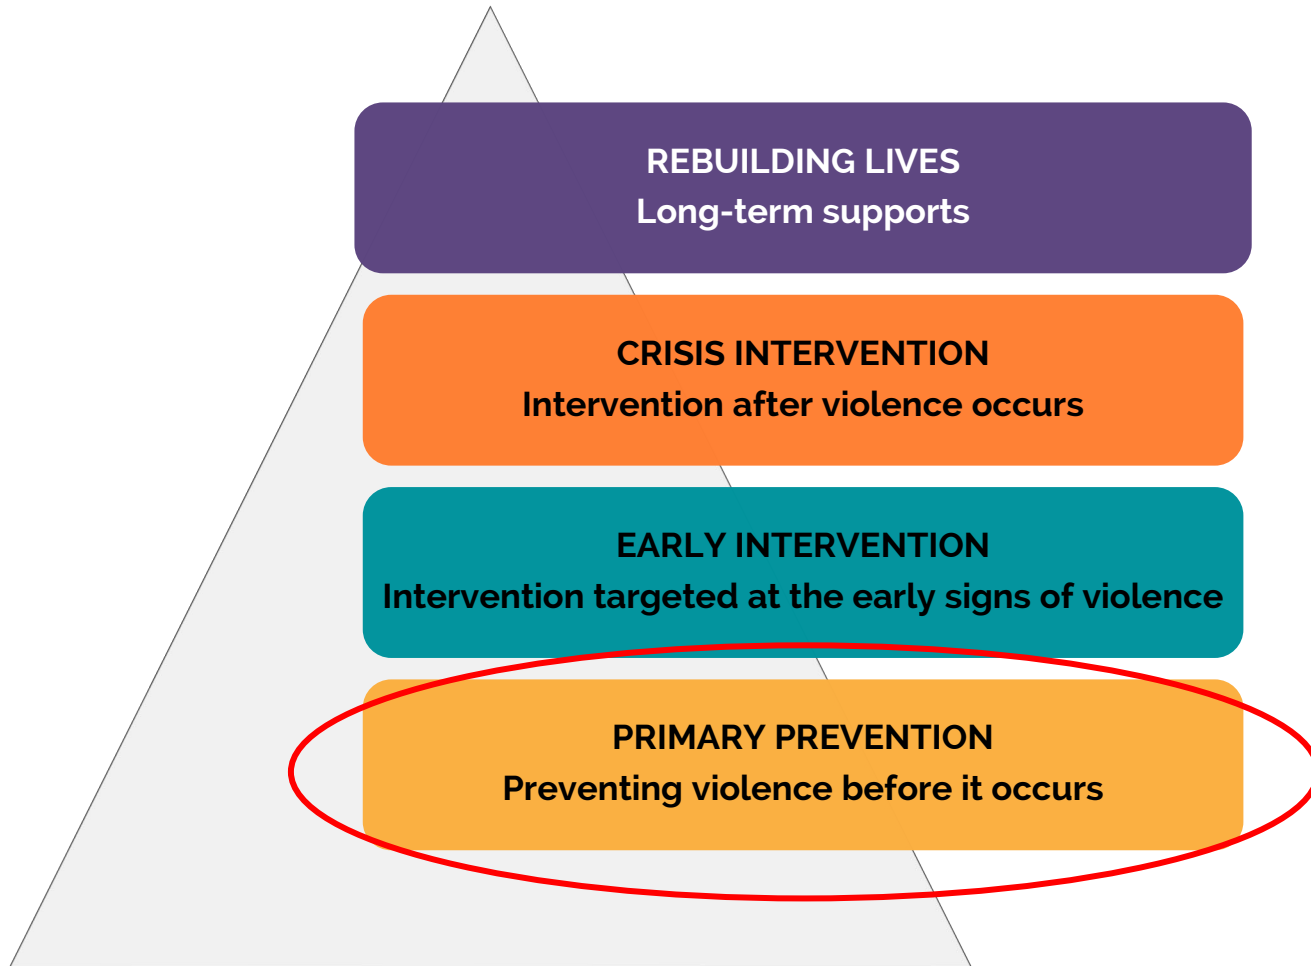 REBUILDING LIVES
Long-term supports
CRISIS INTERVENTION
Intervention after violence occurs
EARLY INTERVENTION
Intervention targeted at the early signs of violence
PRIMARY PREVENTION
Preventing violence before it occurs